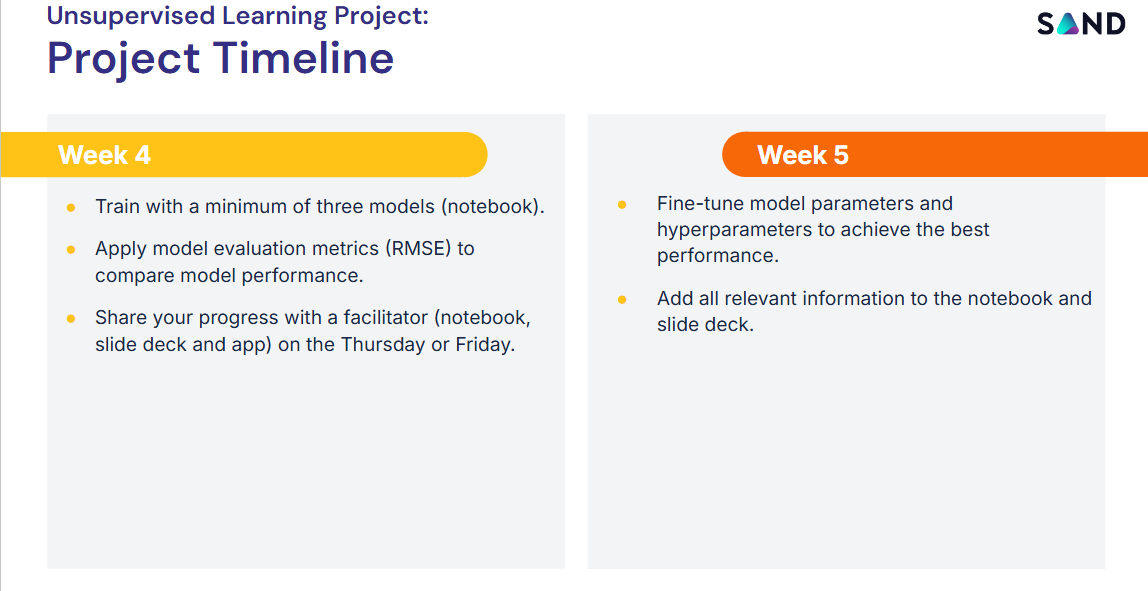 Unsupervised Learning Project:
Project Timeline
SAND
Week 4
Train with a minimum of three models (notebook).
Apply model evaluation metrics (RMSE) to
compare model performance.
Share your progress with a facilitator (notebook,
slide deck and app) on the Thursday or Friday.
Week 5
Fine-tune model parameters and
hyperparameters to achieve the best
performance.
Add all relevant information to the notebook and
slide deck.